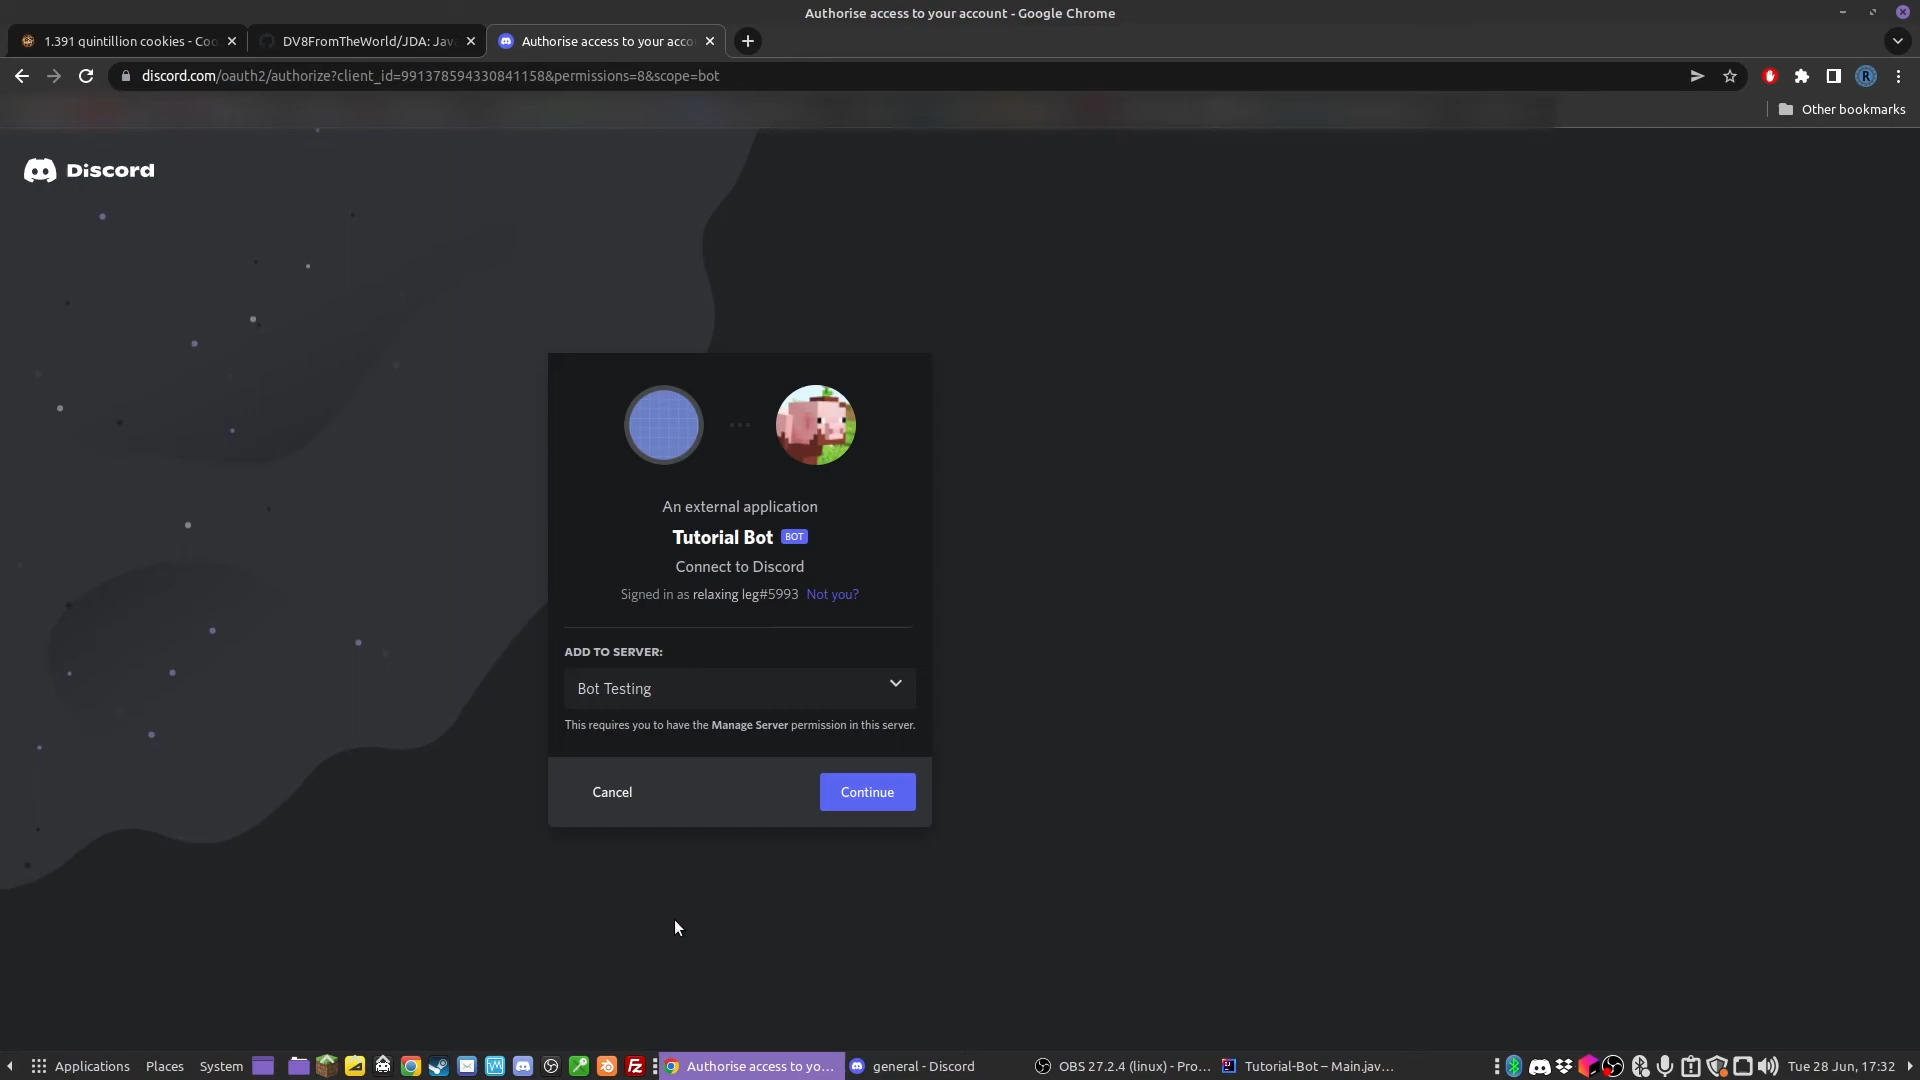 Authorise access to your account - Google Chrome
1.391 quintillion cookies - Coo
DV8FromTheWorld/JDA: Jav
Authorise access to your acco
discord.com/oauth2/authorize?client_id=991378594330841158&permissions=8&scope=bot
R
Other bookmarks
Discord
An external application
Tutorial Bot BOT
Connect to Discord
Signed in as relaxing leg#5993 Not you?
ADD TO SERVER:
Bot Testing
This requires you to have the Manage Server permission in this server.
Cancel
Continue
Applications Places System
Authorise access to yo...
general - Discord
OBS 27.2.4 (linux) - Pro...
Tutorial-Bot – Main.jav...
Tue 28 Jun, 17:32